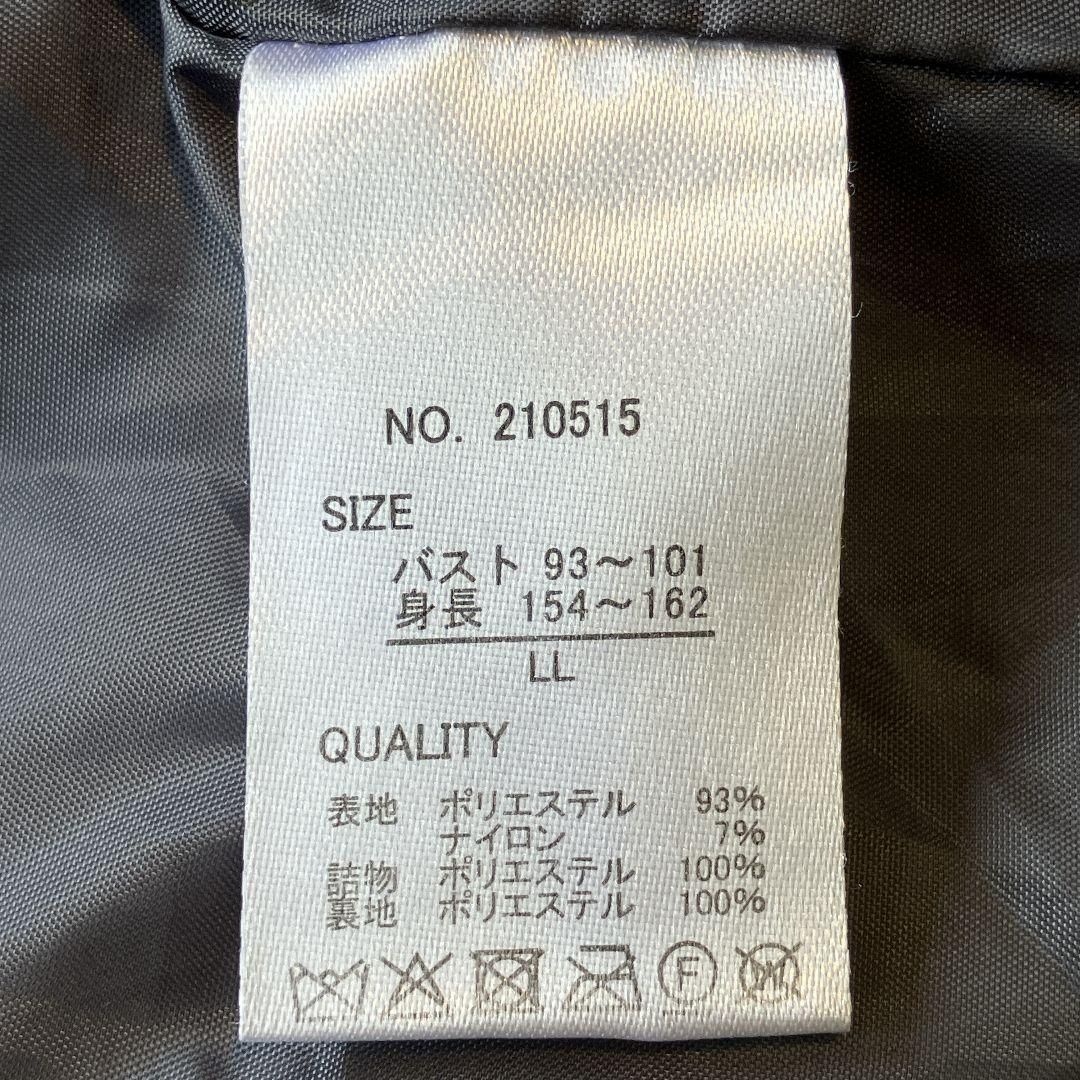 NO. 210515
SIZE
バスト 93～101
身長 154～162
LL
QUALITY
表地 ポリエステル 93%
ナイロン 7%
詰物 ポリエステル 100%
裏地 ポリエステル 100%
F W